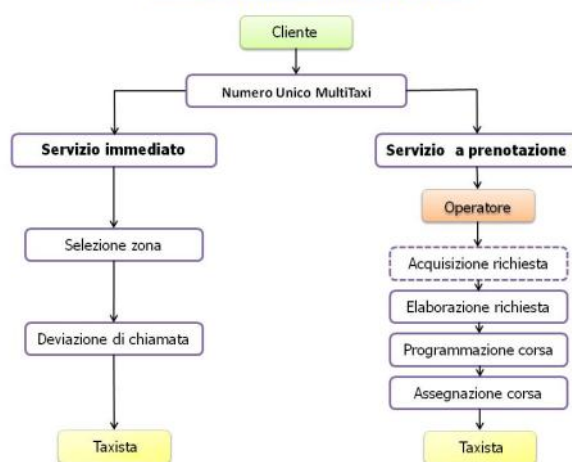 Cliente
Numero Unico MultiTaxi
Servizio immediato
Servizio a prenotazione
Operatore
Selezione zona
Acquisizione richiesta
Elaborazione richiesta
Deviazione di chiamata
Programmazione corsa
Assegnazione corsa
Taxista
Taxista